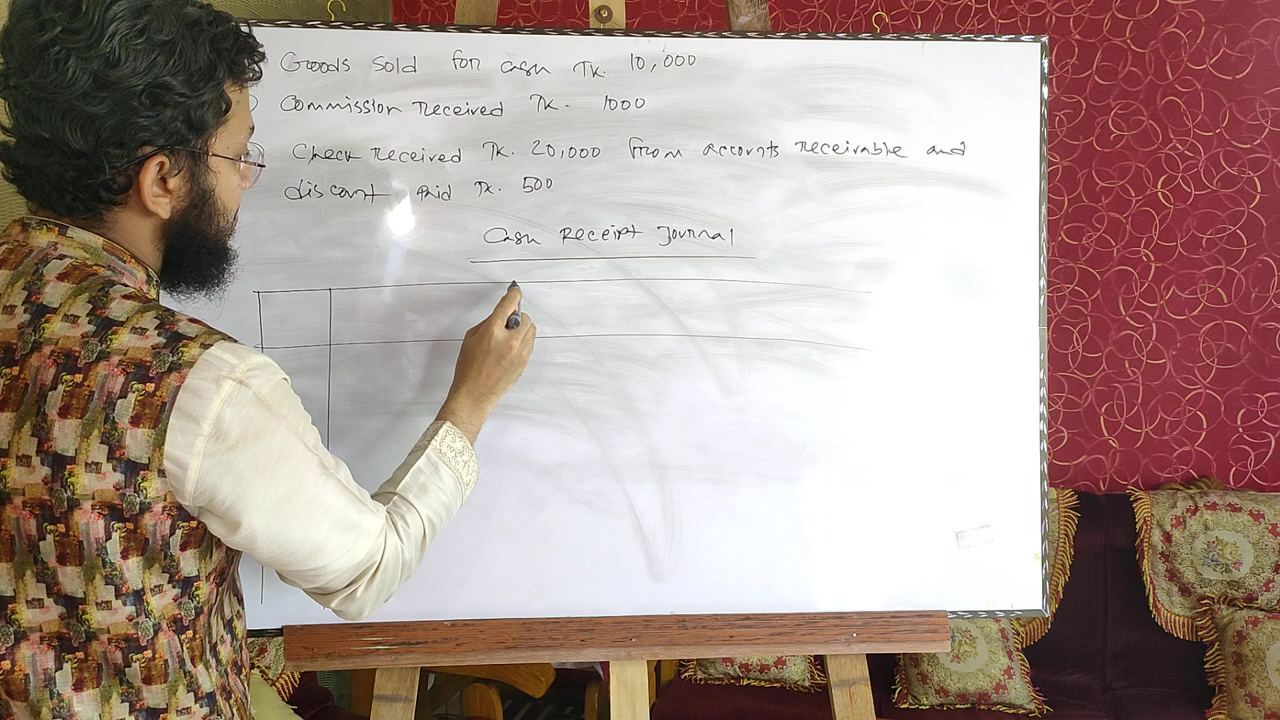 Goods Sold for cash Tk. 10,000
Commission received Tk. 1000
Check received Tk. 20,000 from accounts receivable and
discount paid Tk. 500
Cash Receipt Journal